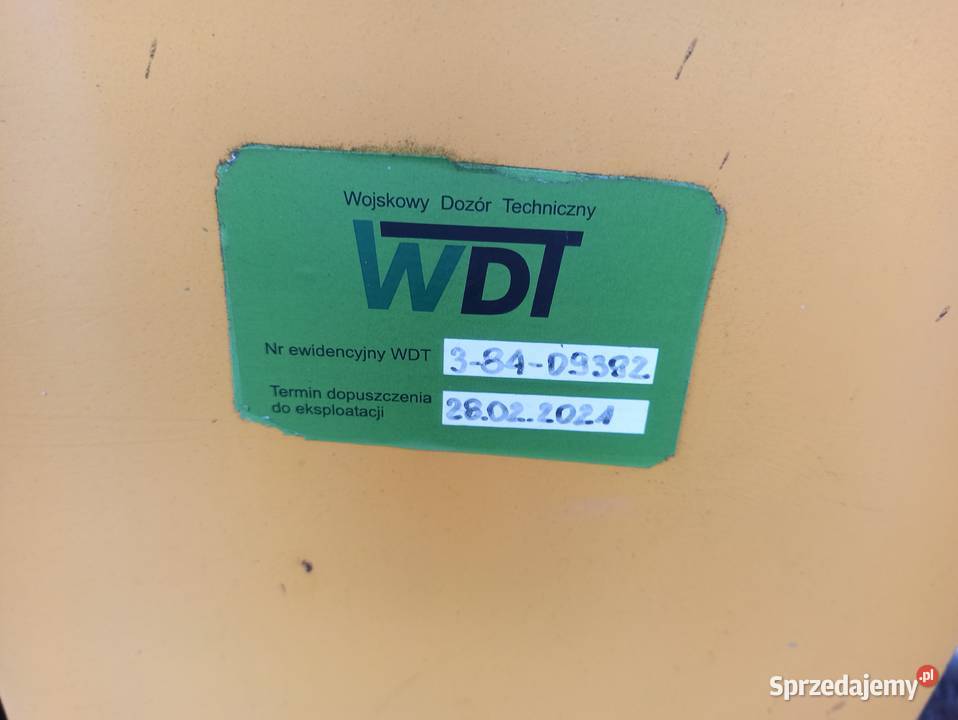 Wojskowy Dozór Techniczny
WDT
Nr ewidencyjny WDT 3-84-09382
Termin dopuszczenia
do eksploatacji 28.02.2021
Sprzedajemy.pl